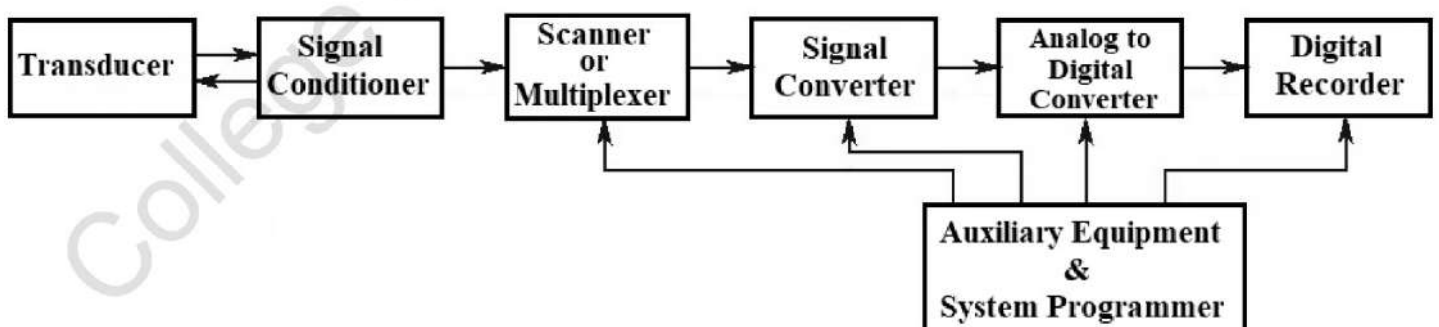 Transducer
Signal
Conditioner
Scanner
or
Multiplexer
Signal
Converter
Analog to
Digital
Converter
Digital
Recorder
Auxiliary Equipment
&
System Programmer
College